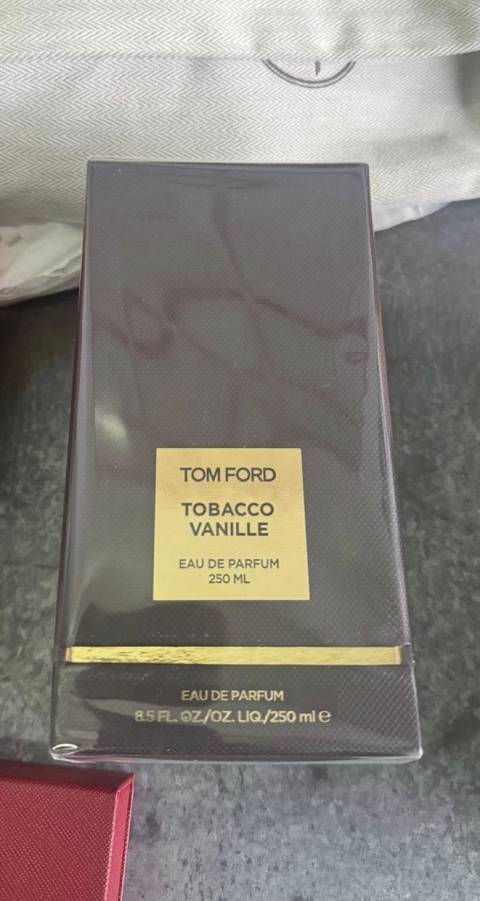 TOM FORD
TOBACCO
VANILLE
EAU DE PARFUM
250 ML
EAU DE PARFUM
8.5 FL. OZ./OZ. LIQ./250 ml ℮